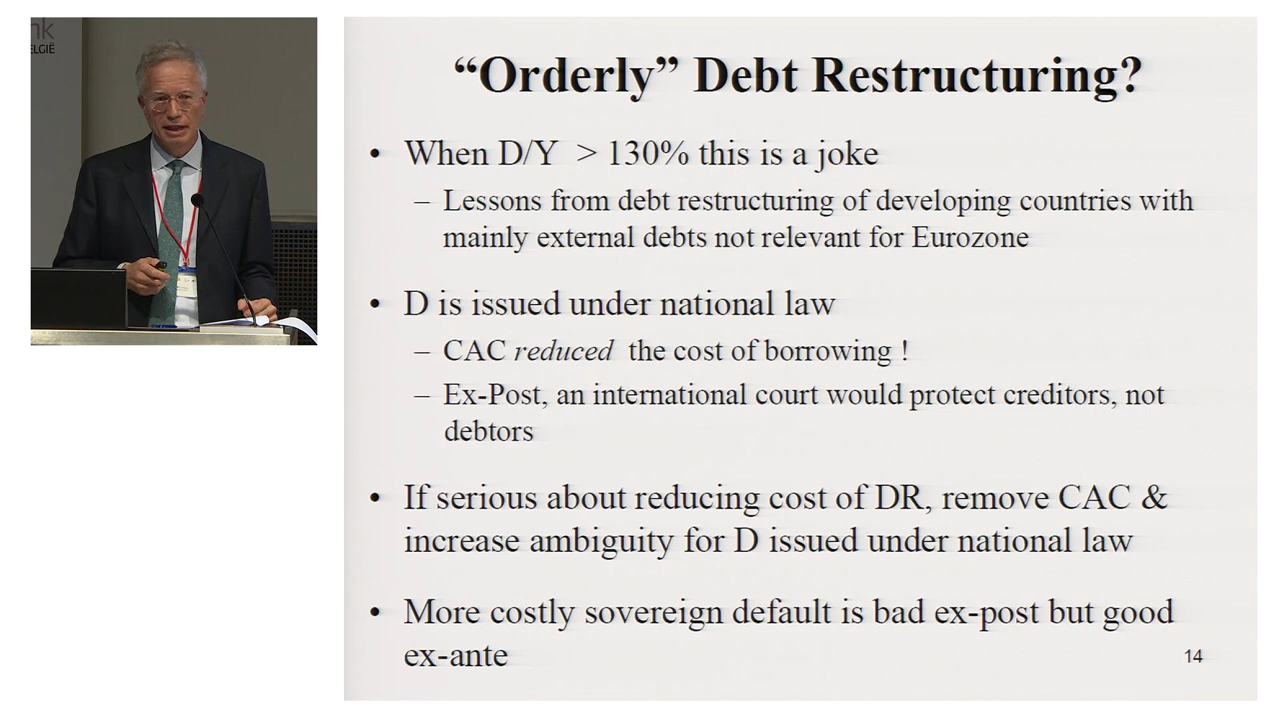 nk
ELGIË
“Orderly” Debt Restructuring?
• When D/Y > 130% this is a joke
– Lessons from debt restructuring of developing countries with
mainly external debts not relevant for Eurozone
• D is issued under national law
– CAC reduced the cost of borrowing !
– Ex-Post, an international court would protect creditors, not
debtors
• If serious about reducing cost of DR, remove CAC &
increase ambiguity for D issued under national law
• More costly sovereign default is bad ex-post but good
ex-ante
14